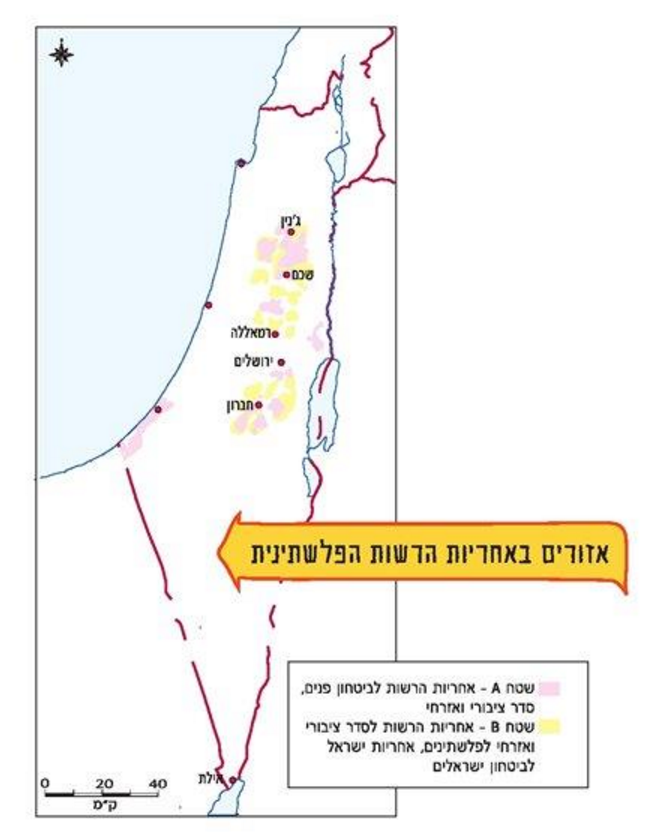 ג'נין
שכם
רמאללה
ירושלים
חברון
אזורים באחריות הרשות הפלשתינית
שטח A - אחריות הרשות לביטחון פנים,
סדר ציבורי ואזרחי
שטח B - אחריות הרשות לסדר ציבורי
ואזרחי לפלשתינים, אחריות ישראל
לביטחון ישראלים
אילת
0 20 40
ק"מ